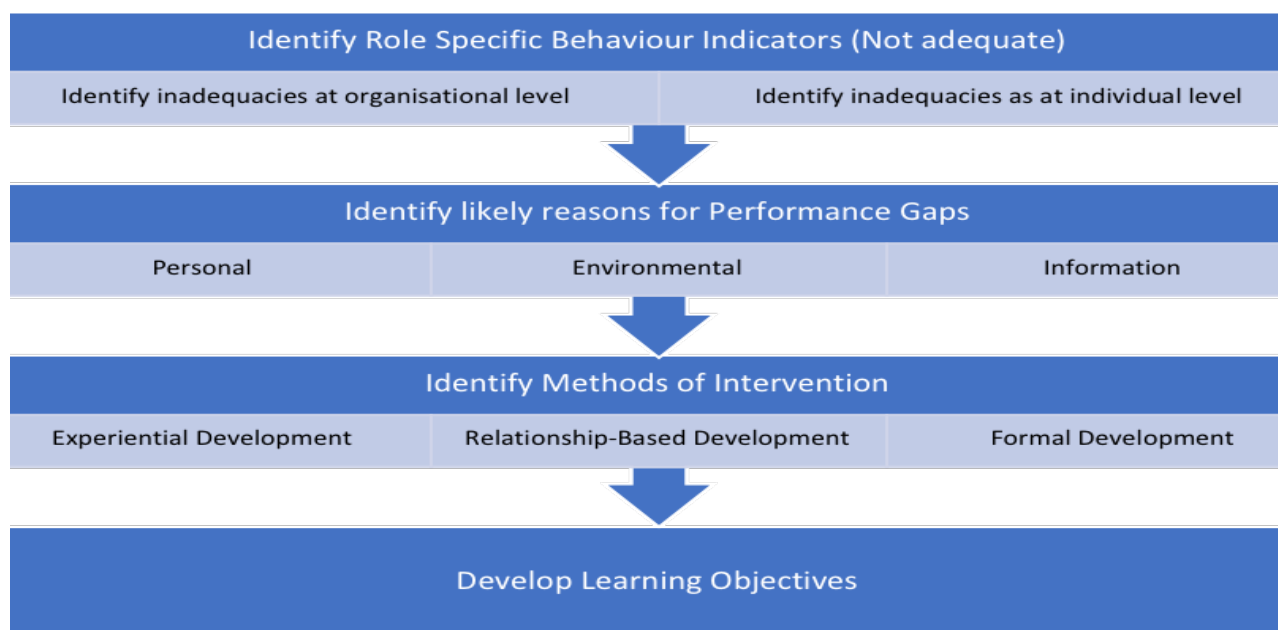 Identify Role Specific Behaviour Indicators (Not adequate)
Identify inadequacies at organisational level
Identify inadequacies as at individual level
Identify likely reasons for Performance Gaps
Personal
Environmental
Information
Identify Methods of Intervention
Experiential Development
Relationship-Based Development
Formal Development
Develop Learning Objectives